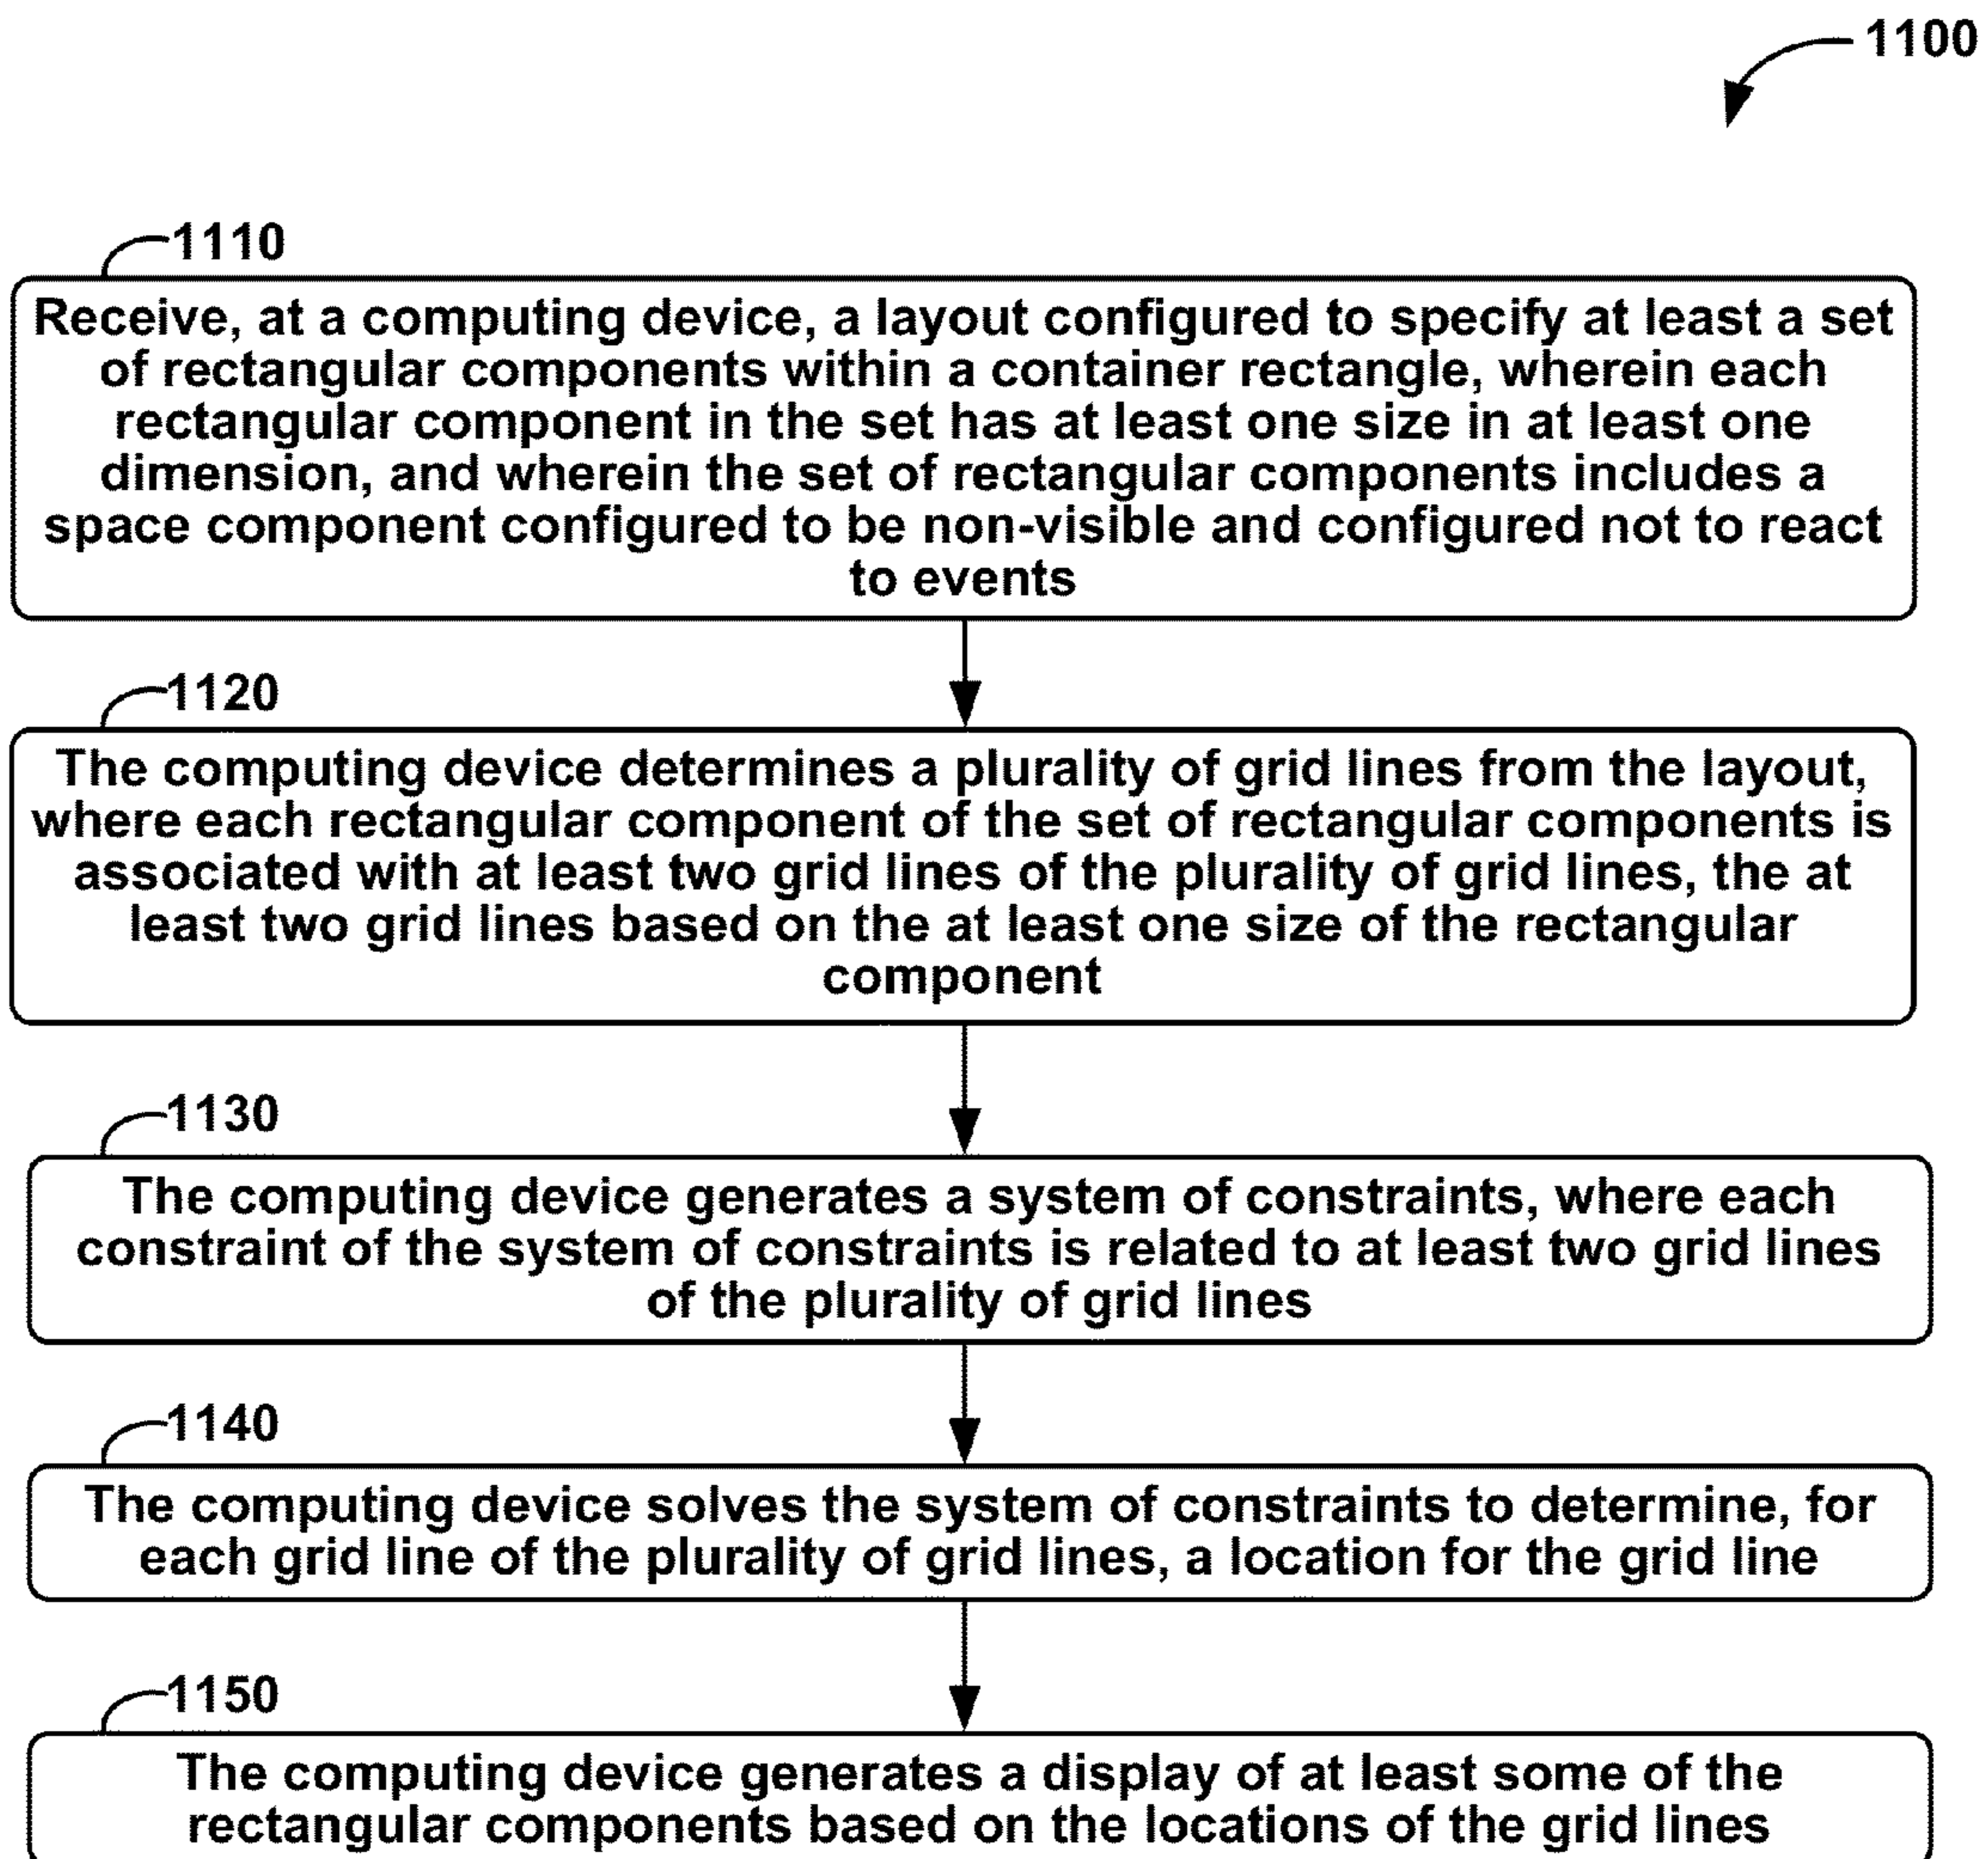 1100
1110
Receive, at a computing device, a layout configured to specify at least a set
of rectangular components within a container rectangle, wherein each
rectangular component in the set has at least one size in at least one
dimension, and wherein the set of rectangular components includes a
space component configured to be non-visible and configured not to react
to events
1120
The computing device determines a plurality of grid lines from the layout,
where each rectangular component of the set of rectangular components is
associated with at least two grid lines of the plurality of grid lines, the at
least two grid lines based on the at least one size of the rectangular
component
1130
The computing device generates a system of constraints, where each
constraint of the system of constraints is related to at least two grid lines
of the plurality of grid lines
1140
The computing device solves the system of constraints to determine, for
each grid line of the plurality of grid lines, a location for the grid line
1150
The computing device generates a display of at least some of the
rectangular components based on the locations of the grid lines